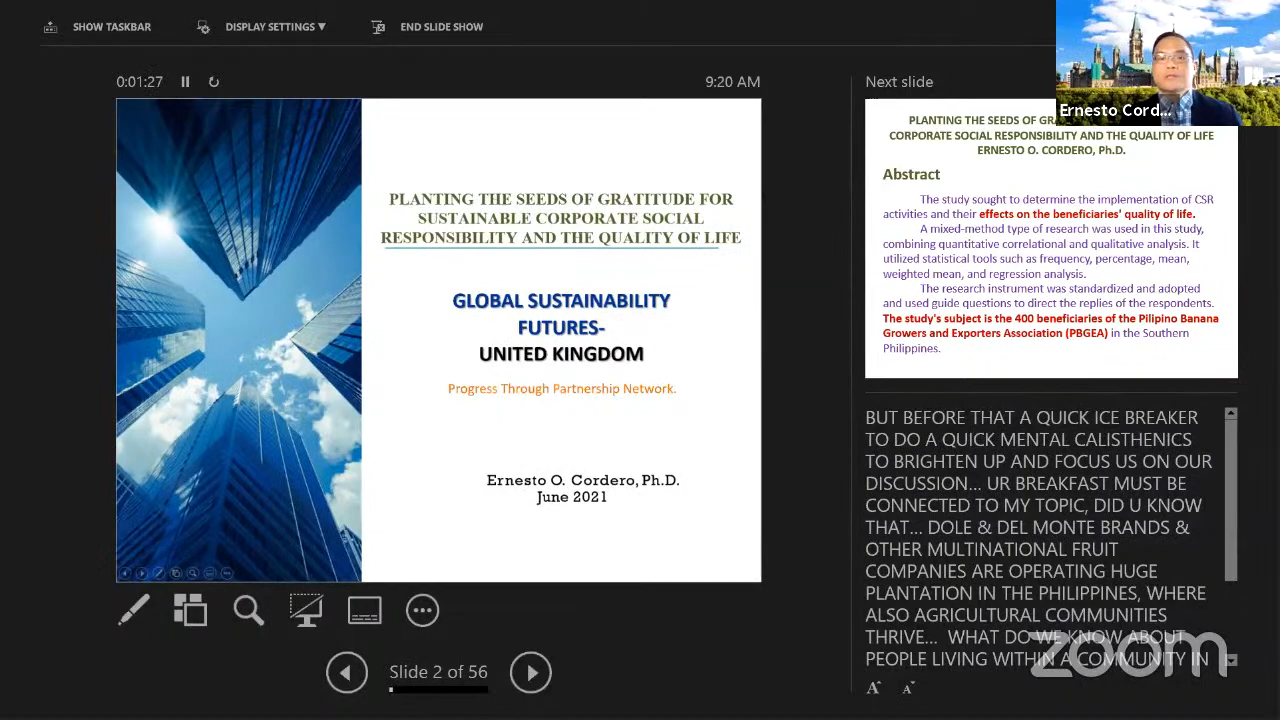 SHOW TASKBAR
DISPLAY SETTINGS ▼
END SLIDE SHOW
0:01:27
9:20 AM
PLANTING THE SEEDS OF GRATITUDE FOR
SUSTAINABLE CORPORATE SOCIAL
RESPONSIBILITY AND THE QUALITY OF LIFE
GLOBAL SUSTAINABILITY
FUTURES-
UNITED KINGDOM
Progress Through Partnership Network.
Ernesto O. Cordero, Ph.D.
June 2021
Slide 2 of 56
Next slide
Ernesto Cord...
PLANTING THE SEEDS OF
CORPORATE SOCIAL RESPONSIBILITY AND THE QUALITY OF LIFE
ERNESTO O. CORDERO, Ph.D.
Abstract
The study sought to determine the implementation of CSR
activities and their effects on the beneficiaries' quality of life.
A mixed-method type of research was used in this study,
combining quantitative correlational and qualitative analysis. It
utilized statistical tools such as frequency, percentage, mean,
weighted mean, and regression analysis.
The research instrument was standardized and adopted
and used guide questions to direct the replies of the respondents.
The study's subject is the 400 beneficiaries of the Pilipino Banana
Growers and Exporters Association (PBGEA) in the Southern
Philippines.
BUT BEFORE THAT A QUICK ICE BREAKER
TO DO A QUICK MENTAL CALISTHENICS
TO BRIGHTEN UP AND FOCUS US ON OUR
DISCUSSION... UR BREAKFAST MUST BE
CONNECTED TO MY TOPIC, DID U KNOW
THAT... DOLE & DEL MONTE BRANDS &
OTHER MULTINATIONAL FRUIT
COMPANIES ARE OPERATING HUGE
PLANTATION IN THE PHILIPPINES, WHERE
ALSO AGRICULTURAL COMMUNITIES
THRIVE... WHAT DO WE KNOW ABOUT
PEOPLE LIVING WITHIN A COMMUNITY IN
zoom
A
A